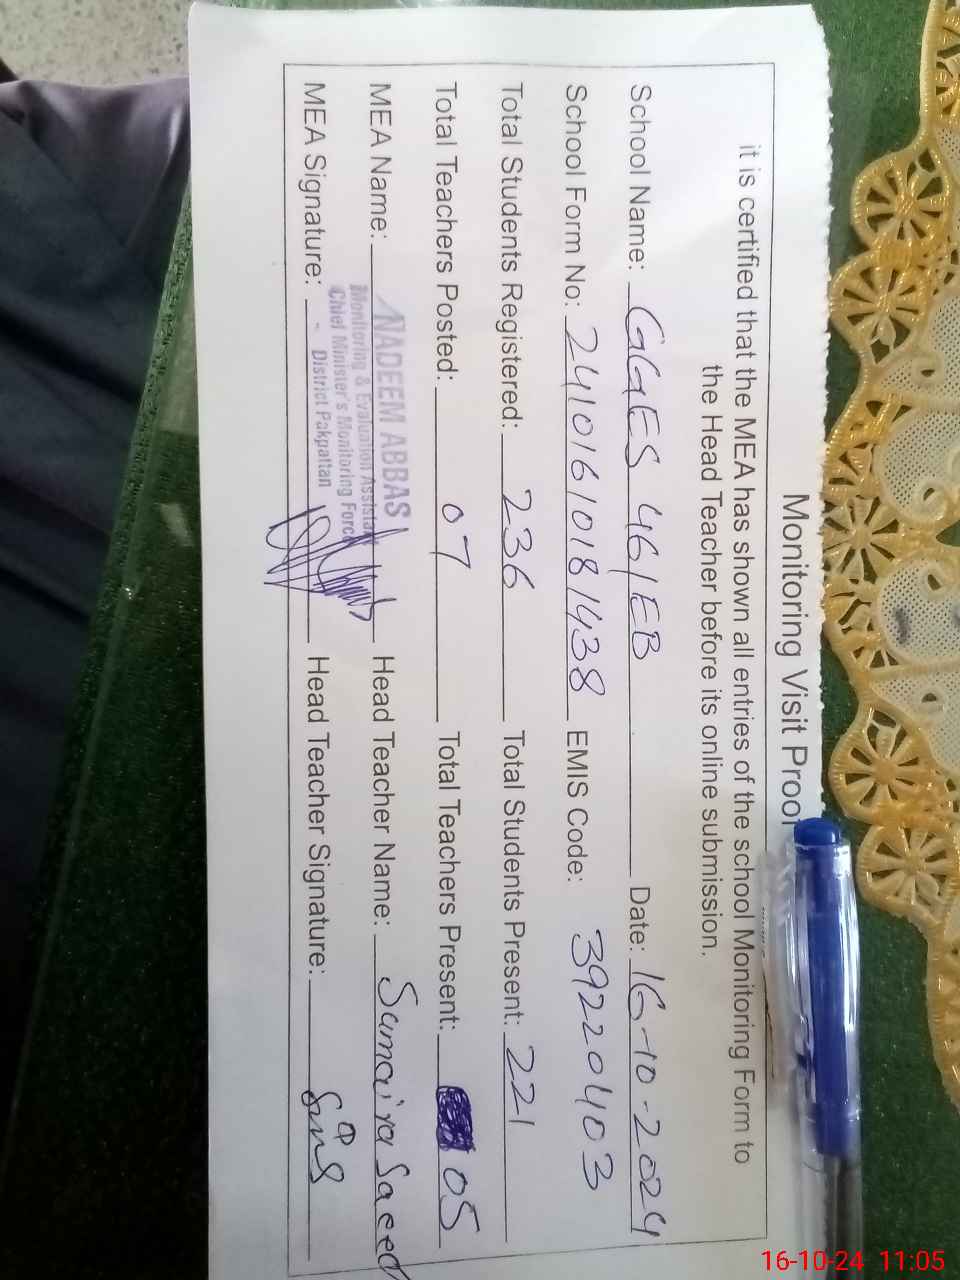 Monitoring Visit Proof
it is certified that the MEA has shown all entries of the school Monitoring Form to
the Head Teacher before its online submission.
School Name: GGES 46/EB Date: 16-10-2024
School Form No: 24101610181438 EMIS Code: 39220403
Total Students Registered: 236 Total Students Present: 221
Total Teachers Posted: 07 Total Teachers Present: 05
MEA Name: NADEEM ABBAS Head Teacher Name: Sumaira Saeed
Monitoring & Evaluation Assistant
Chief Minister's Monitoring Force
District Pakpattan
MEA Signature: Head Teacher Signature:
16-10-24 11:05